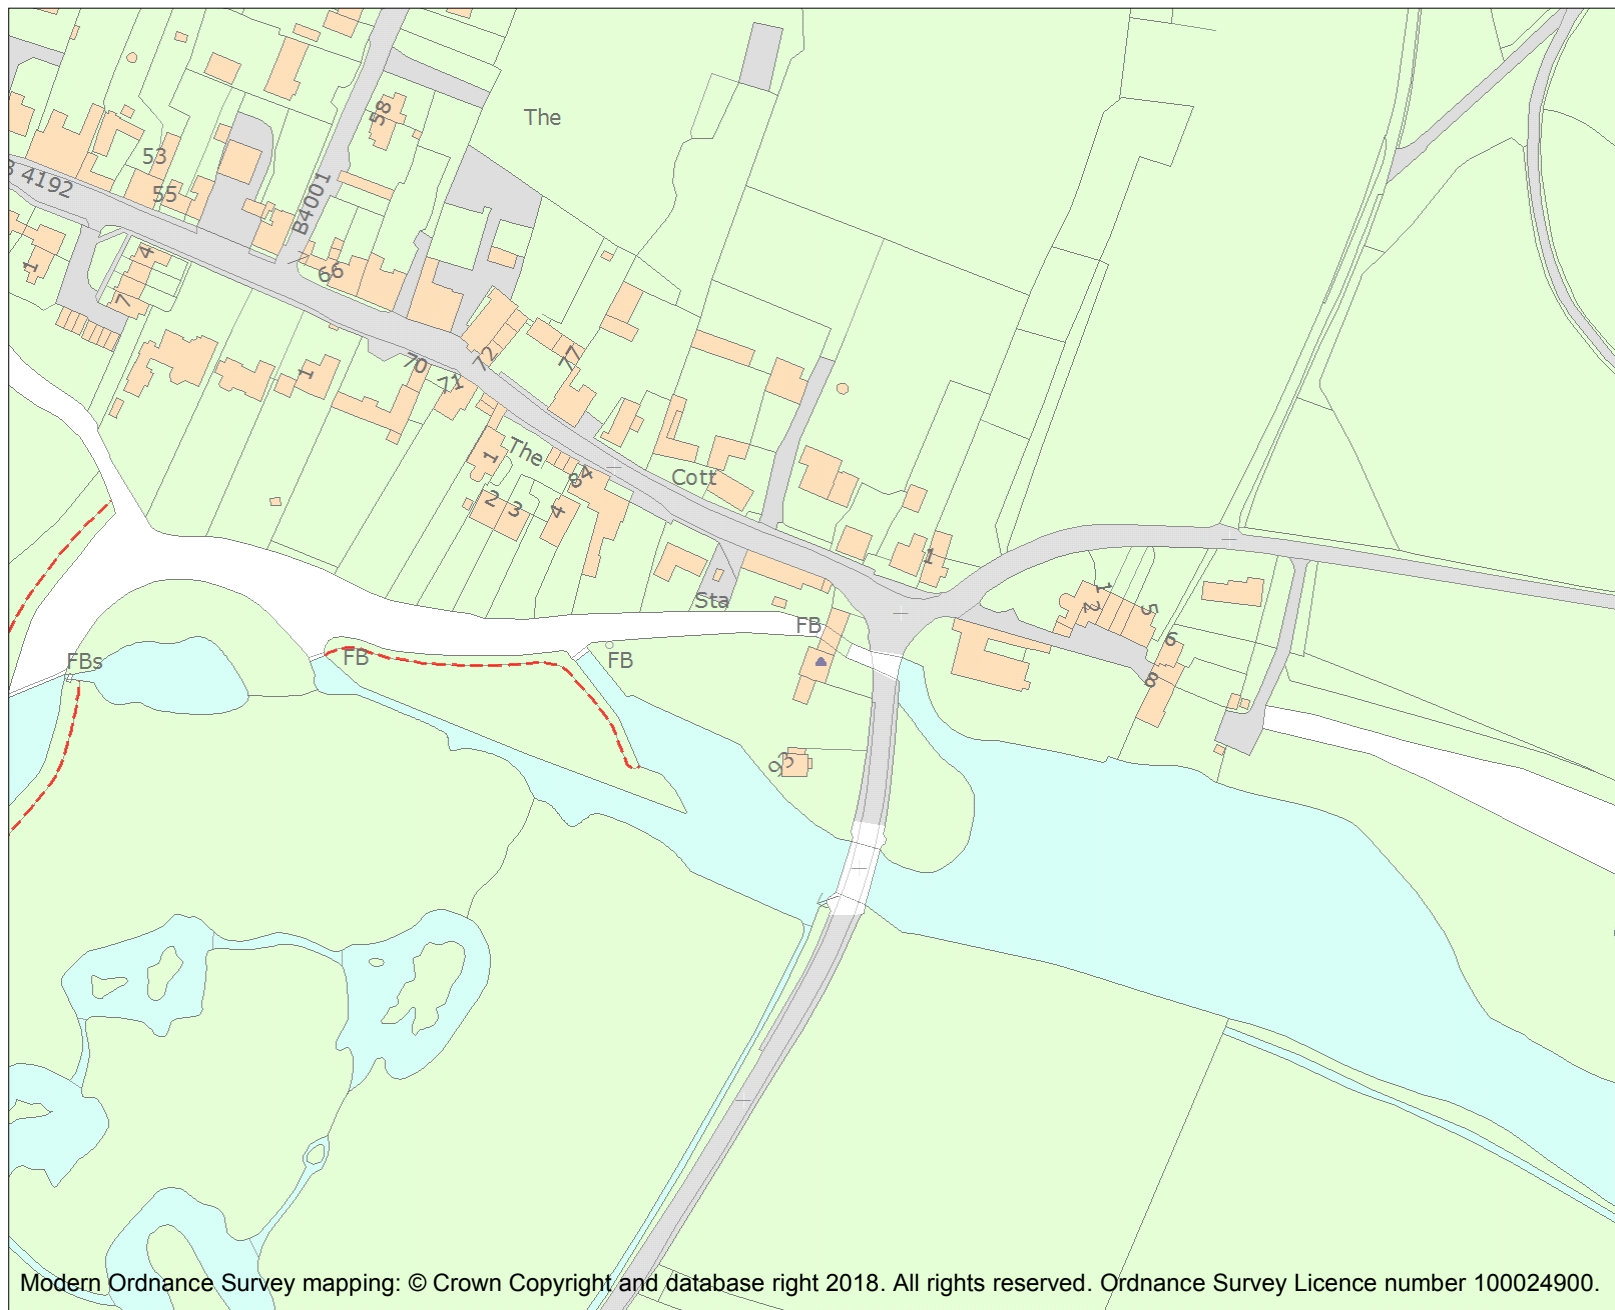 The
58
53
B 4192
55
B4001
1
4
66
7
70
71
72
77
1
The
1
84
Cott
2
3
4
1
Sta
FB
1
2
5
6
8
FBs
FB
FB
93
Modern Ordnance Survey mapping: © Crown Copyright and database right 2018. All rights reserved. Ordnance Survey Licence number 100024900.